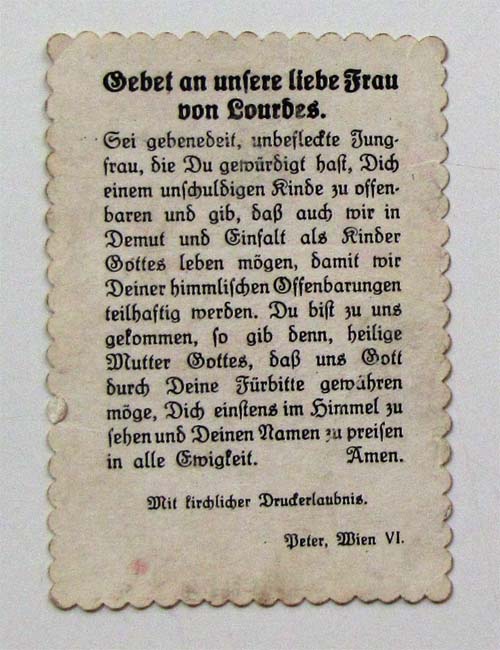 Gebet an unsere liebe Frau
von Lourdes.
Sei gebenedeit, unbefleckte Jung-
frau, die Du gewürdigt hast, Dich
einem unschuldigen Kinde zu offen-
baren und gib, daß auch wir in
Demut und Einfalt als Kinder
Gottes leben mögen, damit wir
Deiner himmlischen Offenbarungen
teilhaftig werden. Du bist zu uns
gekommen, so gib denn, heilige
Mutter Gottes, daß uns Gott
durch Deine Fürbitte gewähren
möge, Dich einstens im Himmel zu
sehen und Deinen Namen zu preisen
in alle Ewigkeit. Amen.
Mit kirchlicher Druckerlaubnis.
Peter, Wien VI.